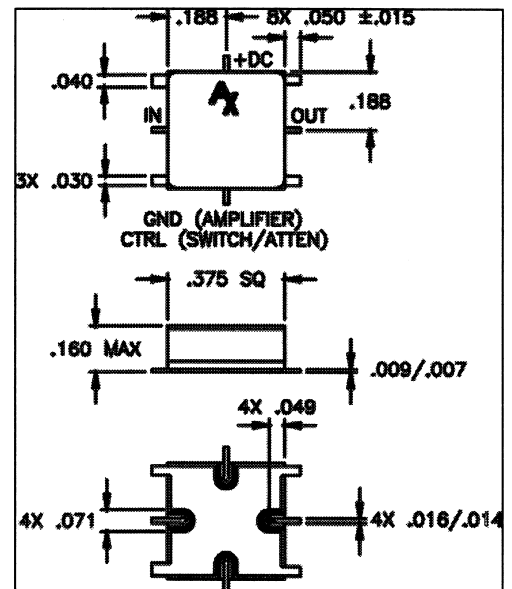 .188
8X .050 ±.015
+DC
.040
AX
.188
IN
OUT
3X .030
GND (AMPLIFIER)
CTRL (SWITCH/ATTEN)
.375 SQ
.160 MAX
.009/.007
4X .049
4X .071
4X .016/.014